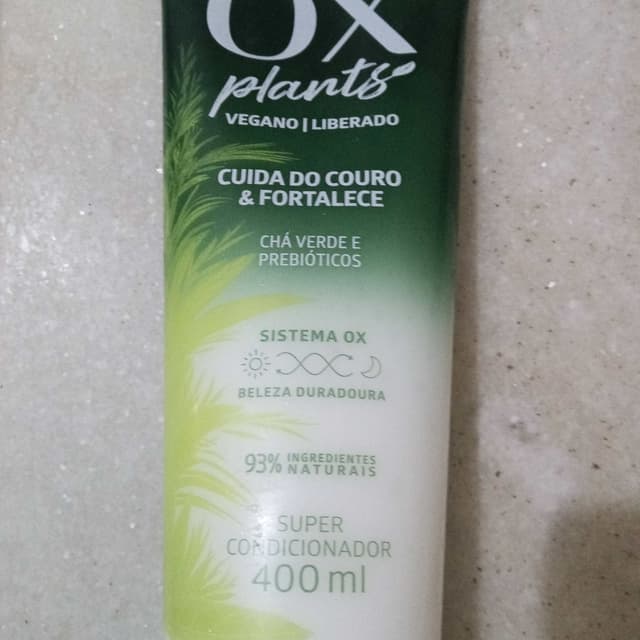 OX
plants
VEGANO | LIBERADO
CUIDA DO COURO
& FORTALECE
CHÁ VERDE E
PREBIÓTICOS
SISTEMA OX
BELEZA DURADOURA
93% INGREDIENTES
NATURAIS
SUPER
CONDICIONADOR
400 ml